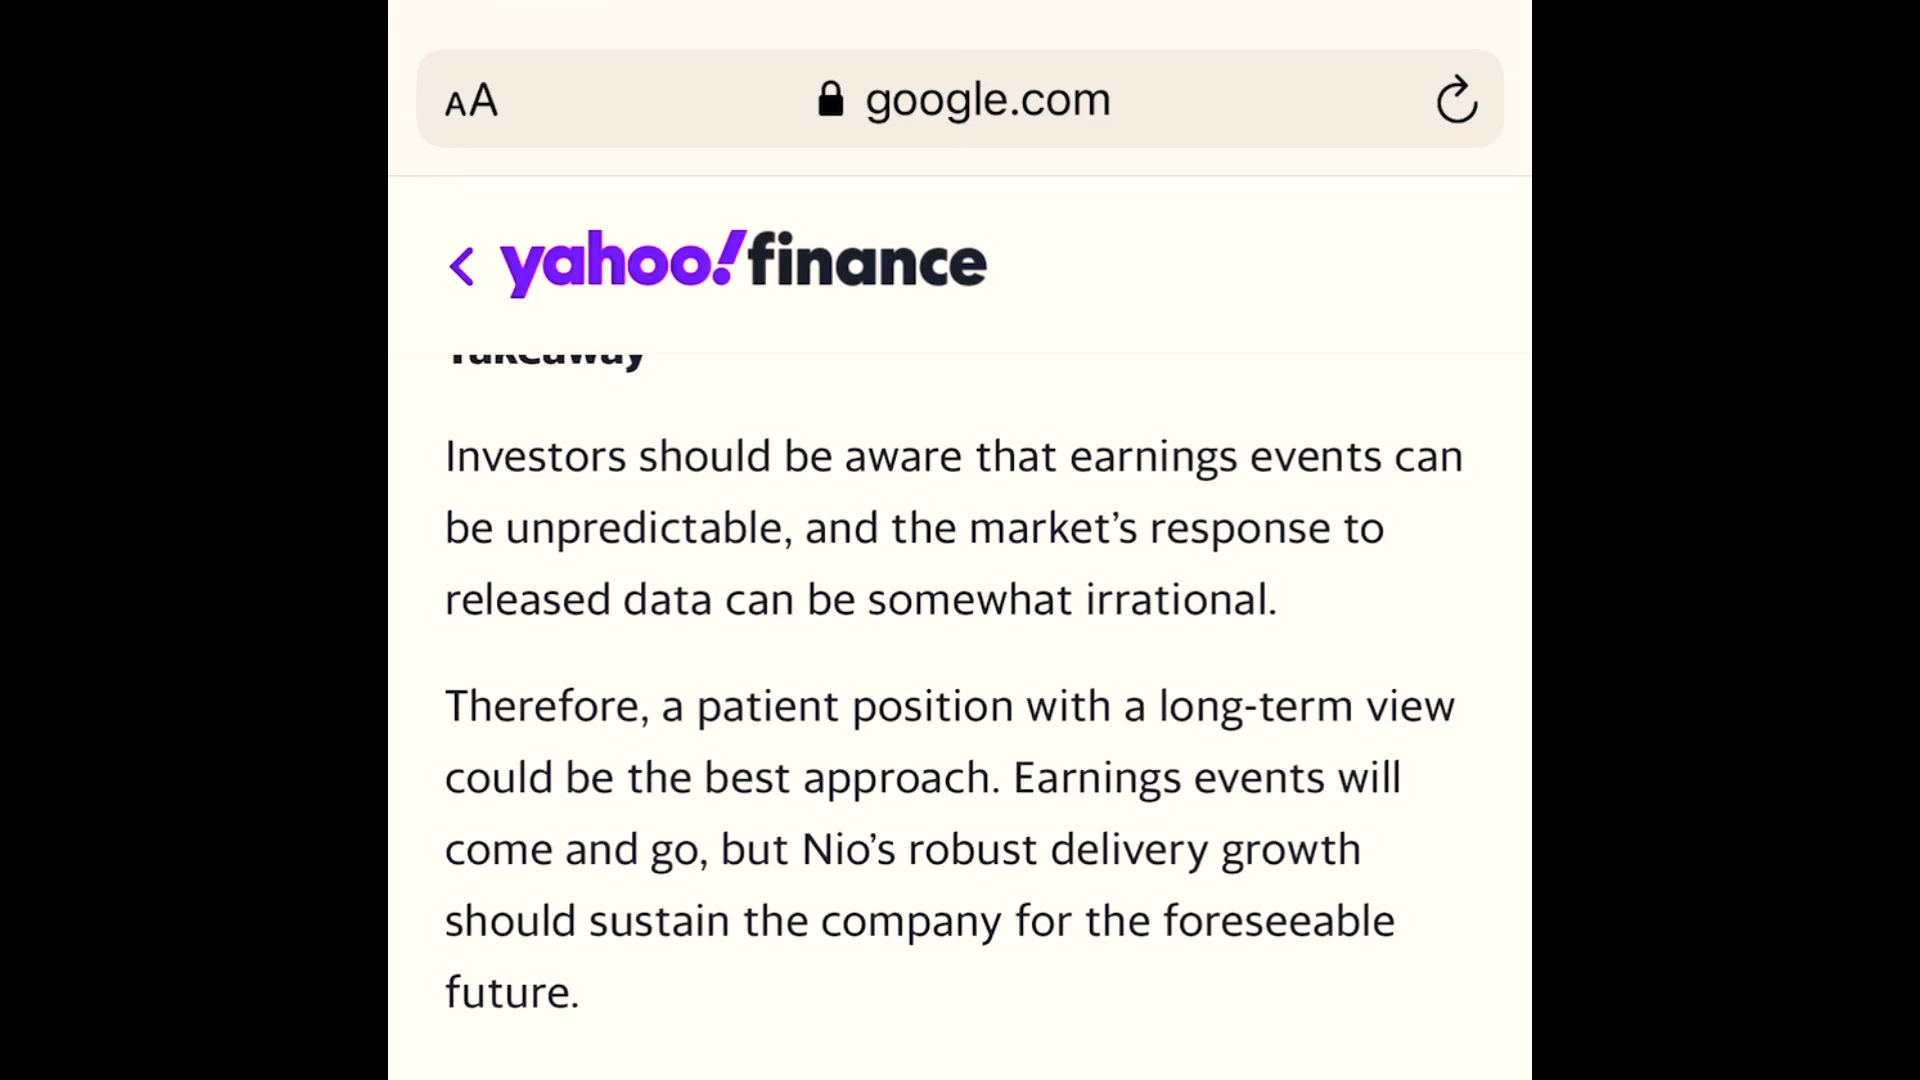 AA google.com
yahoo!finance
Takeaway
Investors should be aware that earnings events can
be unpredictable, and the market’s response to
released data can be somewhat irrational.
Therefore, a patient position with a long-term view
could be the best approach. Earnings events will
come and go, but Nio’s robust delivery growth
should sustain the company for the foreseeable
future.